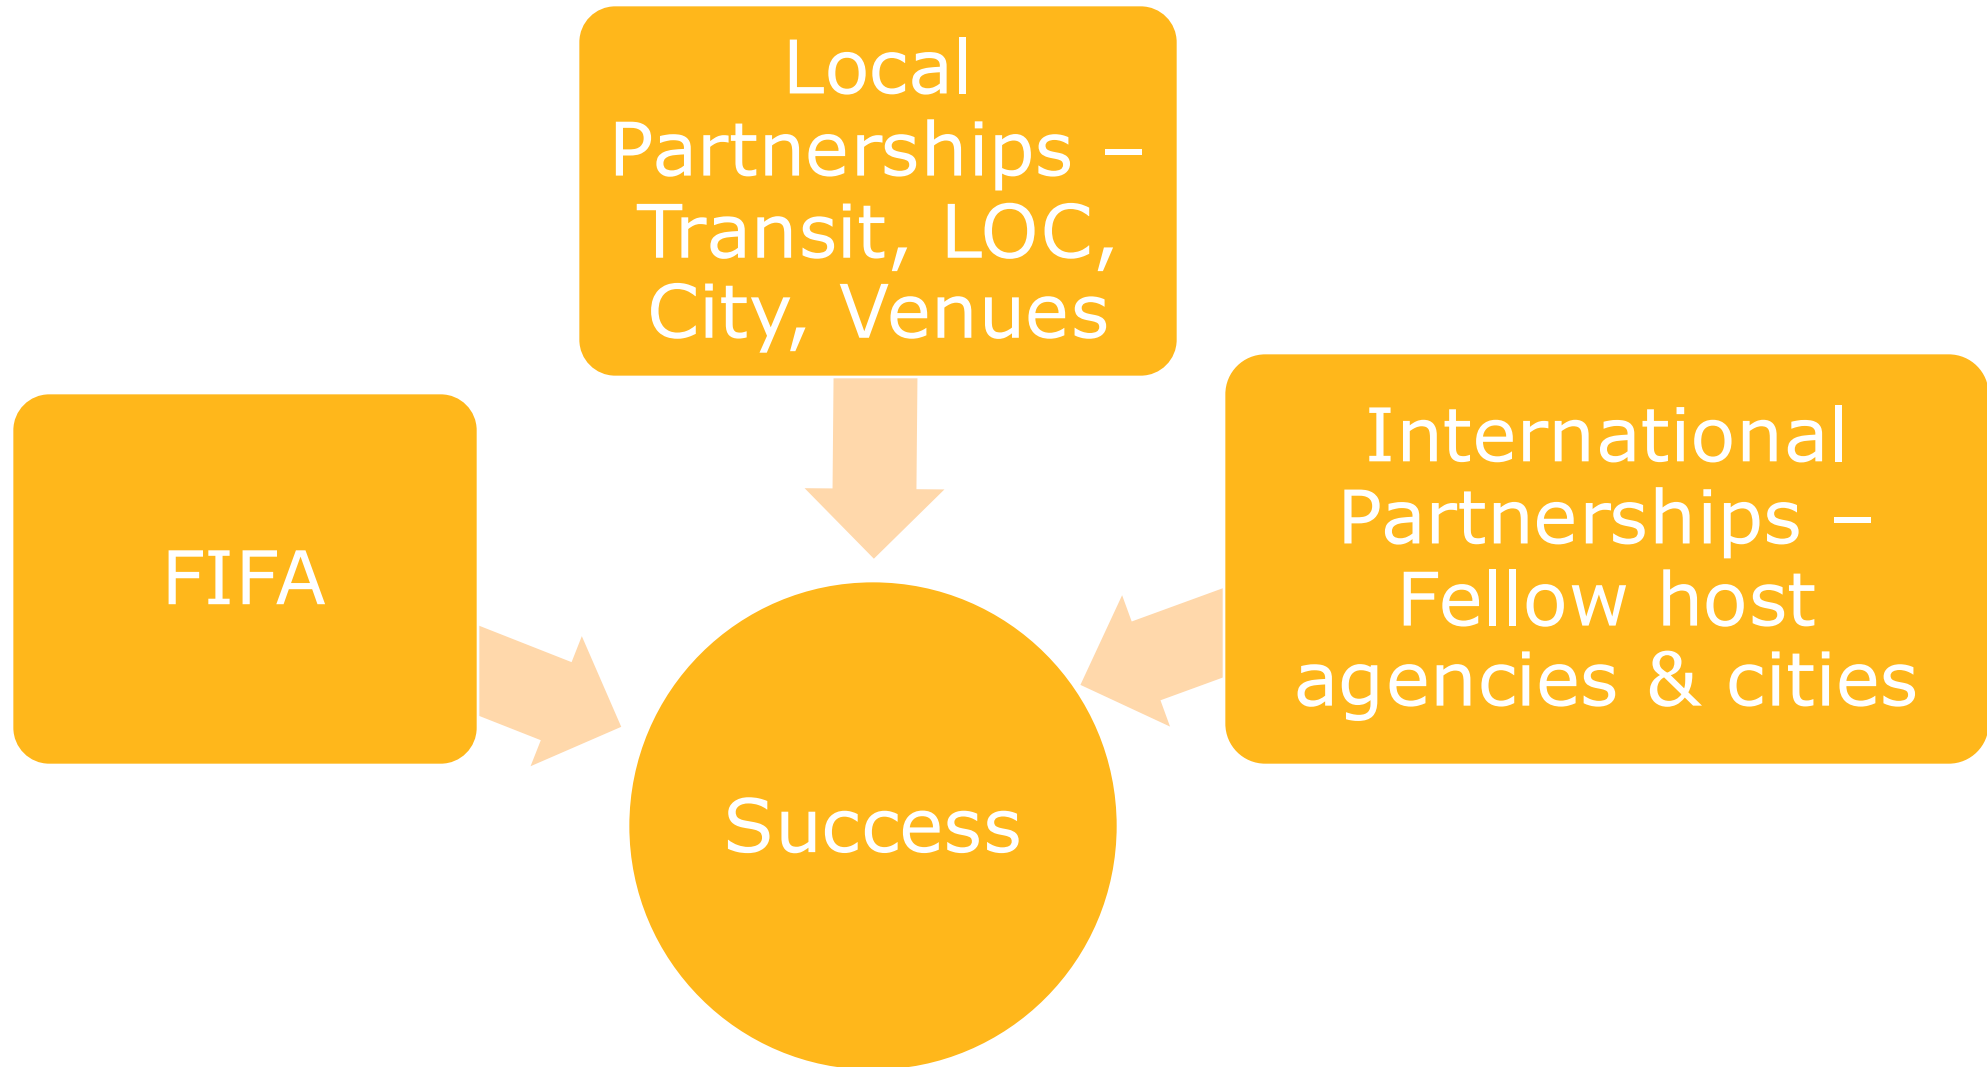 Local
Partnerships –
Transit, LOC,
City, Venues
FIFA
International
Partnerships –
Fellow host
agencies & cities
Success